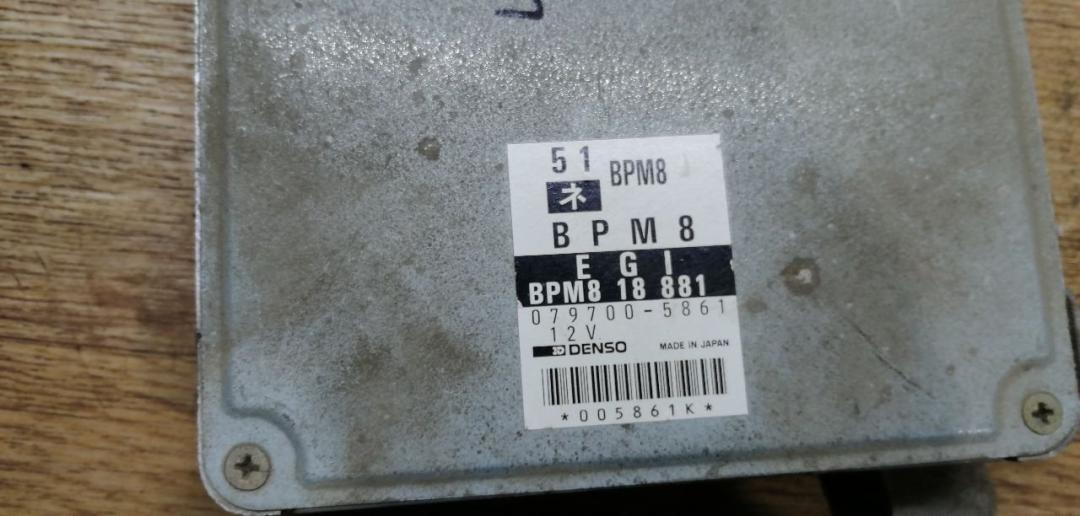 51 BPM8
ネ
BPM8
EGI
BPM8 18 881
079700-5861
12V
DENSO MADE IN JAPAN
*005861K*